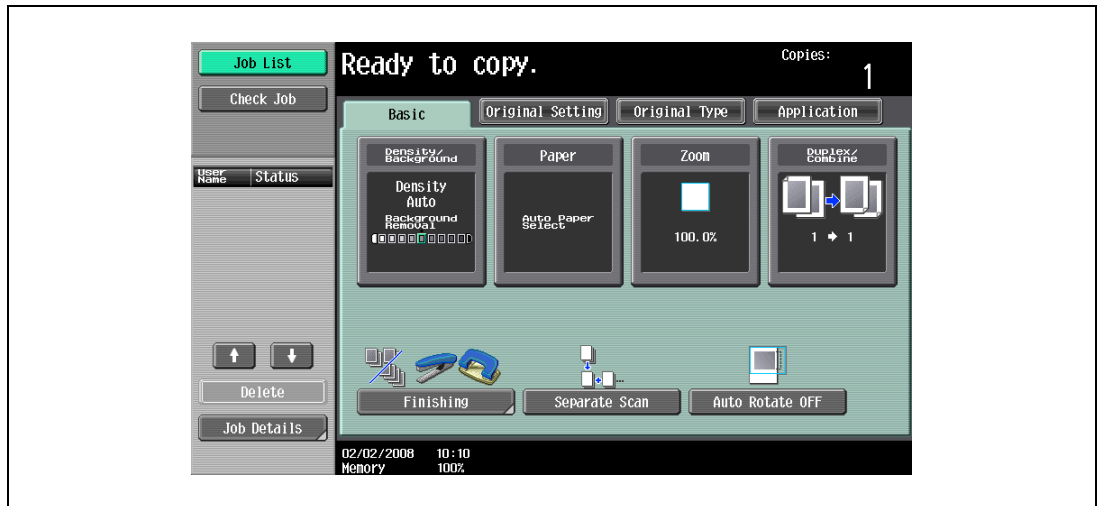 Job List
Check Job
User Name Status
Delete
Job Details
Ready to copy.
Copies:
1
Basic
Original Setting
Original Type
Application
Density/
Background
Density
Auto
Background
Removal
Paper
Auto Paper
Select
Zoom
100.0%
Duplex/
Combine
1 → 1
Finishing
Separate Scan
Auto Rotate OFF
02/02/2008 10:10
Memory 100%